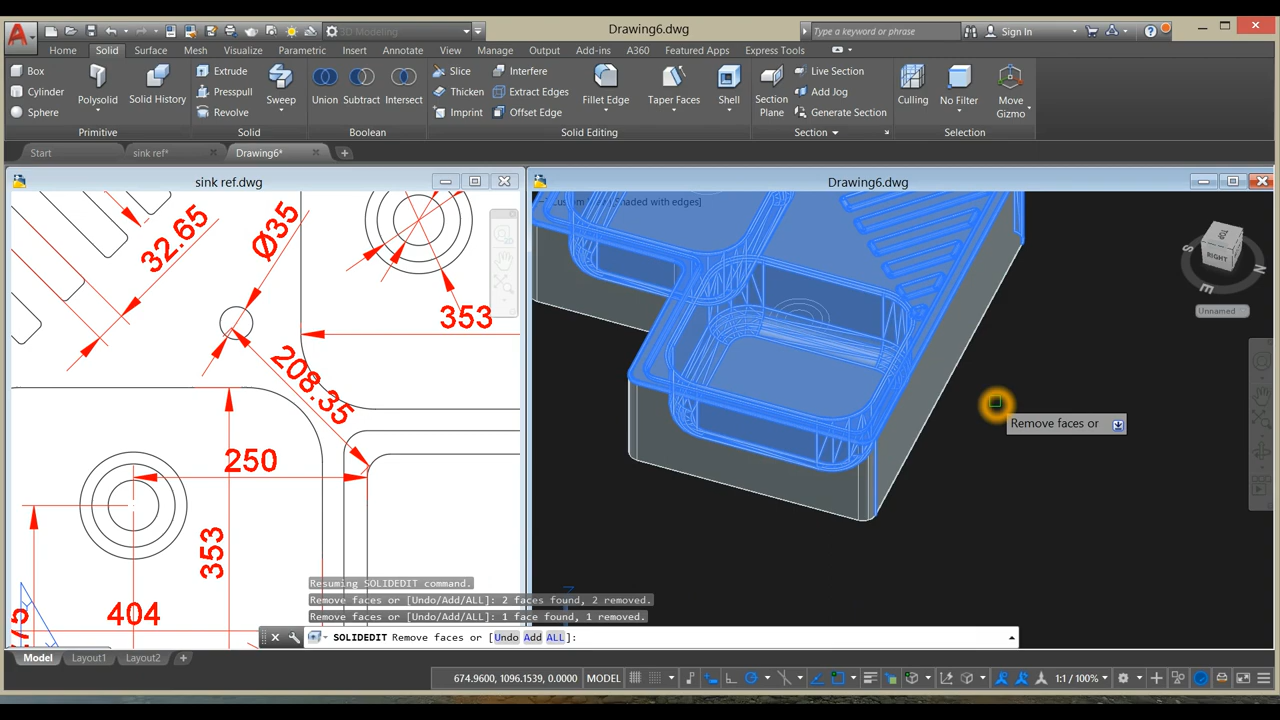 3D Modeling
Drawing6.dwg
Type a keyword or phrase
Sign In
Home Solid Surface Mesh Visualize Parametric Insert Annotate View Manage Output Add-ins A360 Featured Apps Express Tools
Box
Cylinder
Sphere
Polysolid
Solid History
Primitive
Extrude
Presspull
Revolve
Sweep
Solid
Union Subtract Intersect
Boolean
Slice
Thicken
Imprint
Interfere
Extract Edges
Offset Edge
Fillet Edge
Taper Faces
Shell
Solid Editing
Section
Plane
Live Section
Add Jog
Generate Section
Section
Culling
No Filter
Move
Gizmo
Selection
Start
sink ref*
Drawing6*
sink ref.dwg
32.65
Ø35
353
208.35
250
353
404
75
Drawing6.dwg
(Shaded with edges)
RIGHT
S
N
E
Unnamed
Remove faces or
Resuming SOLIDEDIT command.
Remove faces or [Undo/Add/ALL]: 2 faces found, 2 removed.
Remove faces or [Undo/Add/ALL]: 1 face found, 1 removed.
SOLIDEDIT Remove faces or [Undo Add ALL]:
Model Layout1 Layout2
674.9600, 1096.1539, 0.0000 MODEL
1:1 / 100%